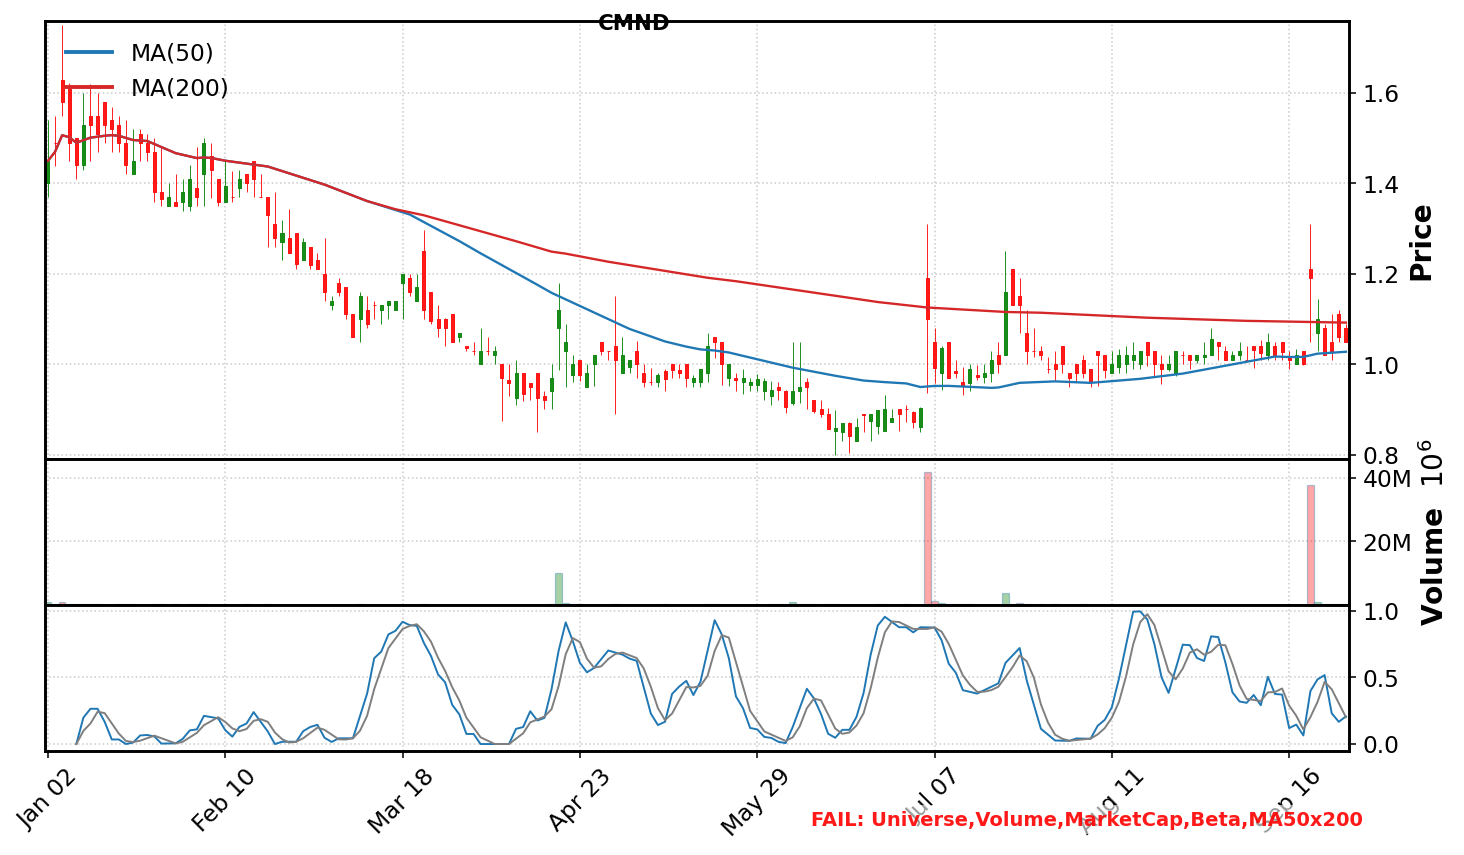 CMND
MA(50)
MA(200)
1.6
1.4
1.2
1.0
0.8
Price
10^6
40M
20M
Volume
1.0
0.5
0.0
Jan 02
Feb 10
Mar 18
Apr 23
May 29
Jul 07
Aug 11
Sep 16
FAIL: Universe,Volume,MarketCap,Beta,MA50x200